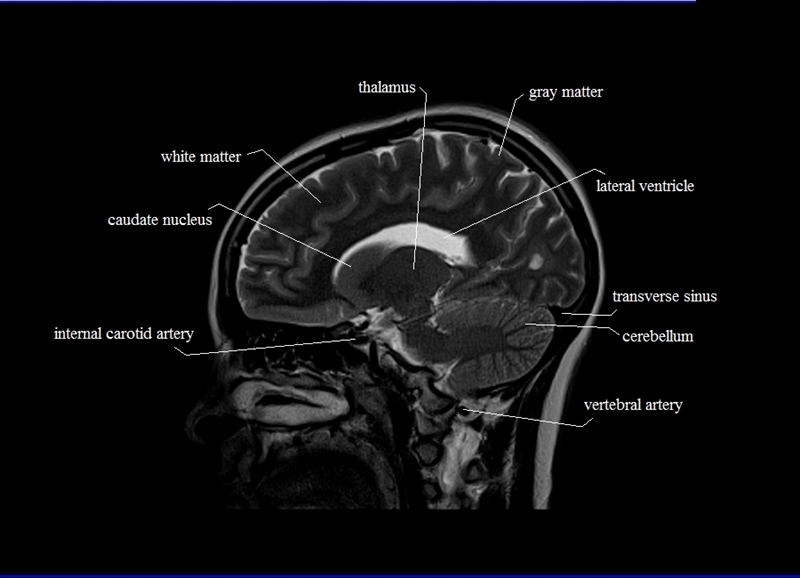 thalamus
gray matter
white matter
lateral ventricle
caudate nucleus
transverse sinus
internal carotid artery
cerebellum
vertebral artery